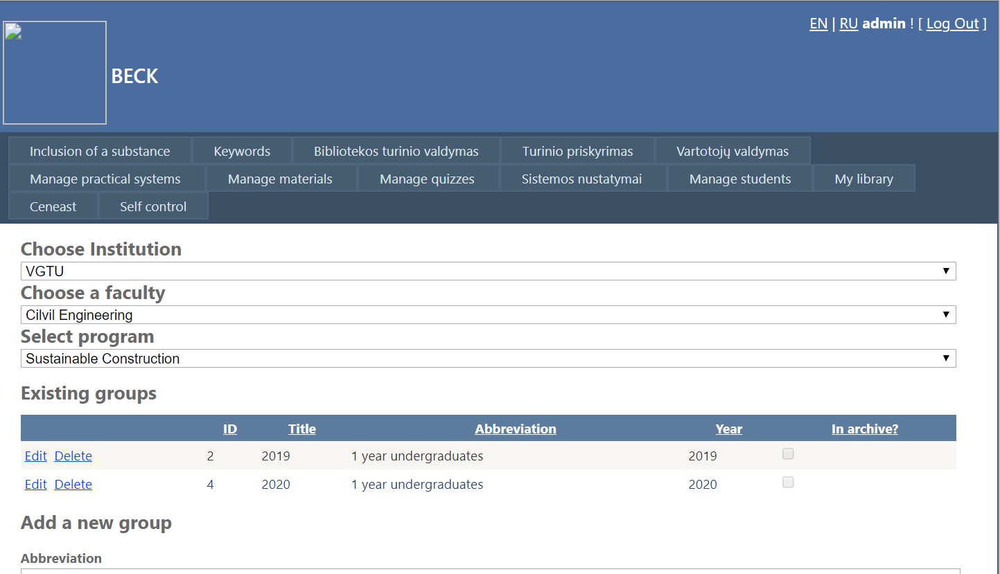 EN | RU admin ! [ Log Out ]
BECK
Inclusion of a substance Keywords Bibliotekos turinio valdymas Turinio priskyrimas Vartotojų valdymas
Manage practical systems Manage materials Manage quizzes Sistemos nustatymai Manage students My library
Ceneast Self control
Choose Institution
VGTU
Choose a faculty
Cilvil Engineering
Select program
Sustainable Construction
Existing groups
ID Title Abbreviation Year In archive?
Edit Delete 2 2019 1 year undergraduates 2019
Edit Delete 4 2020 1 year undergraduates 2020
Add a new group
Abbreviation